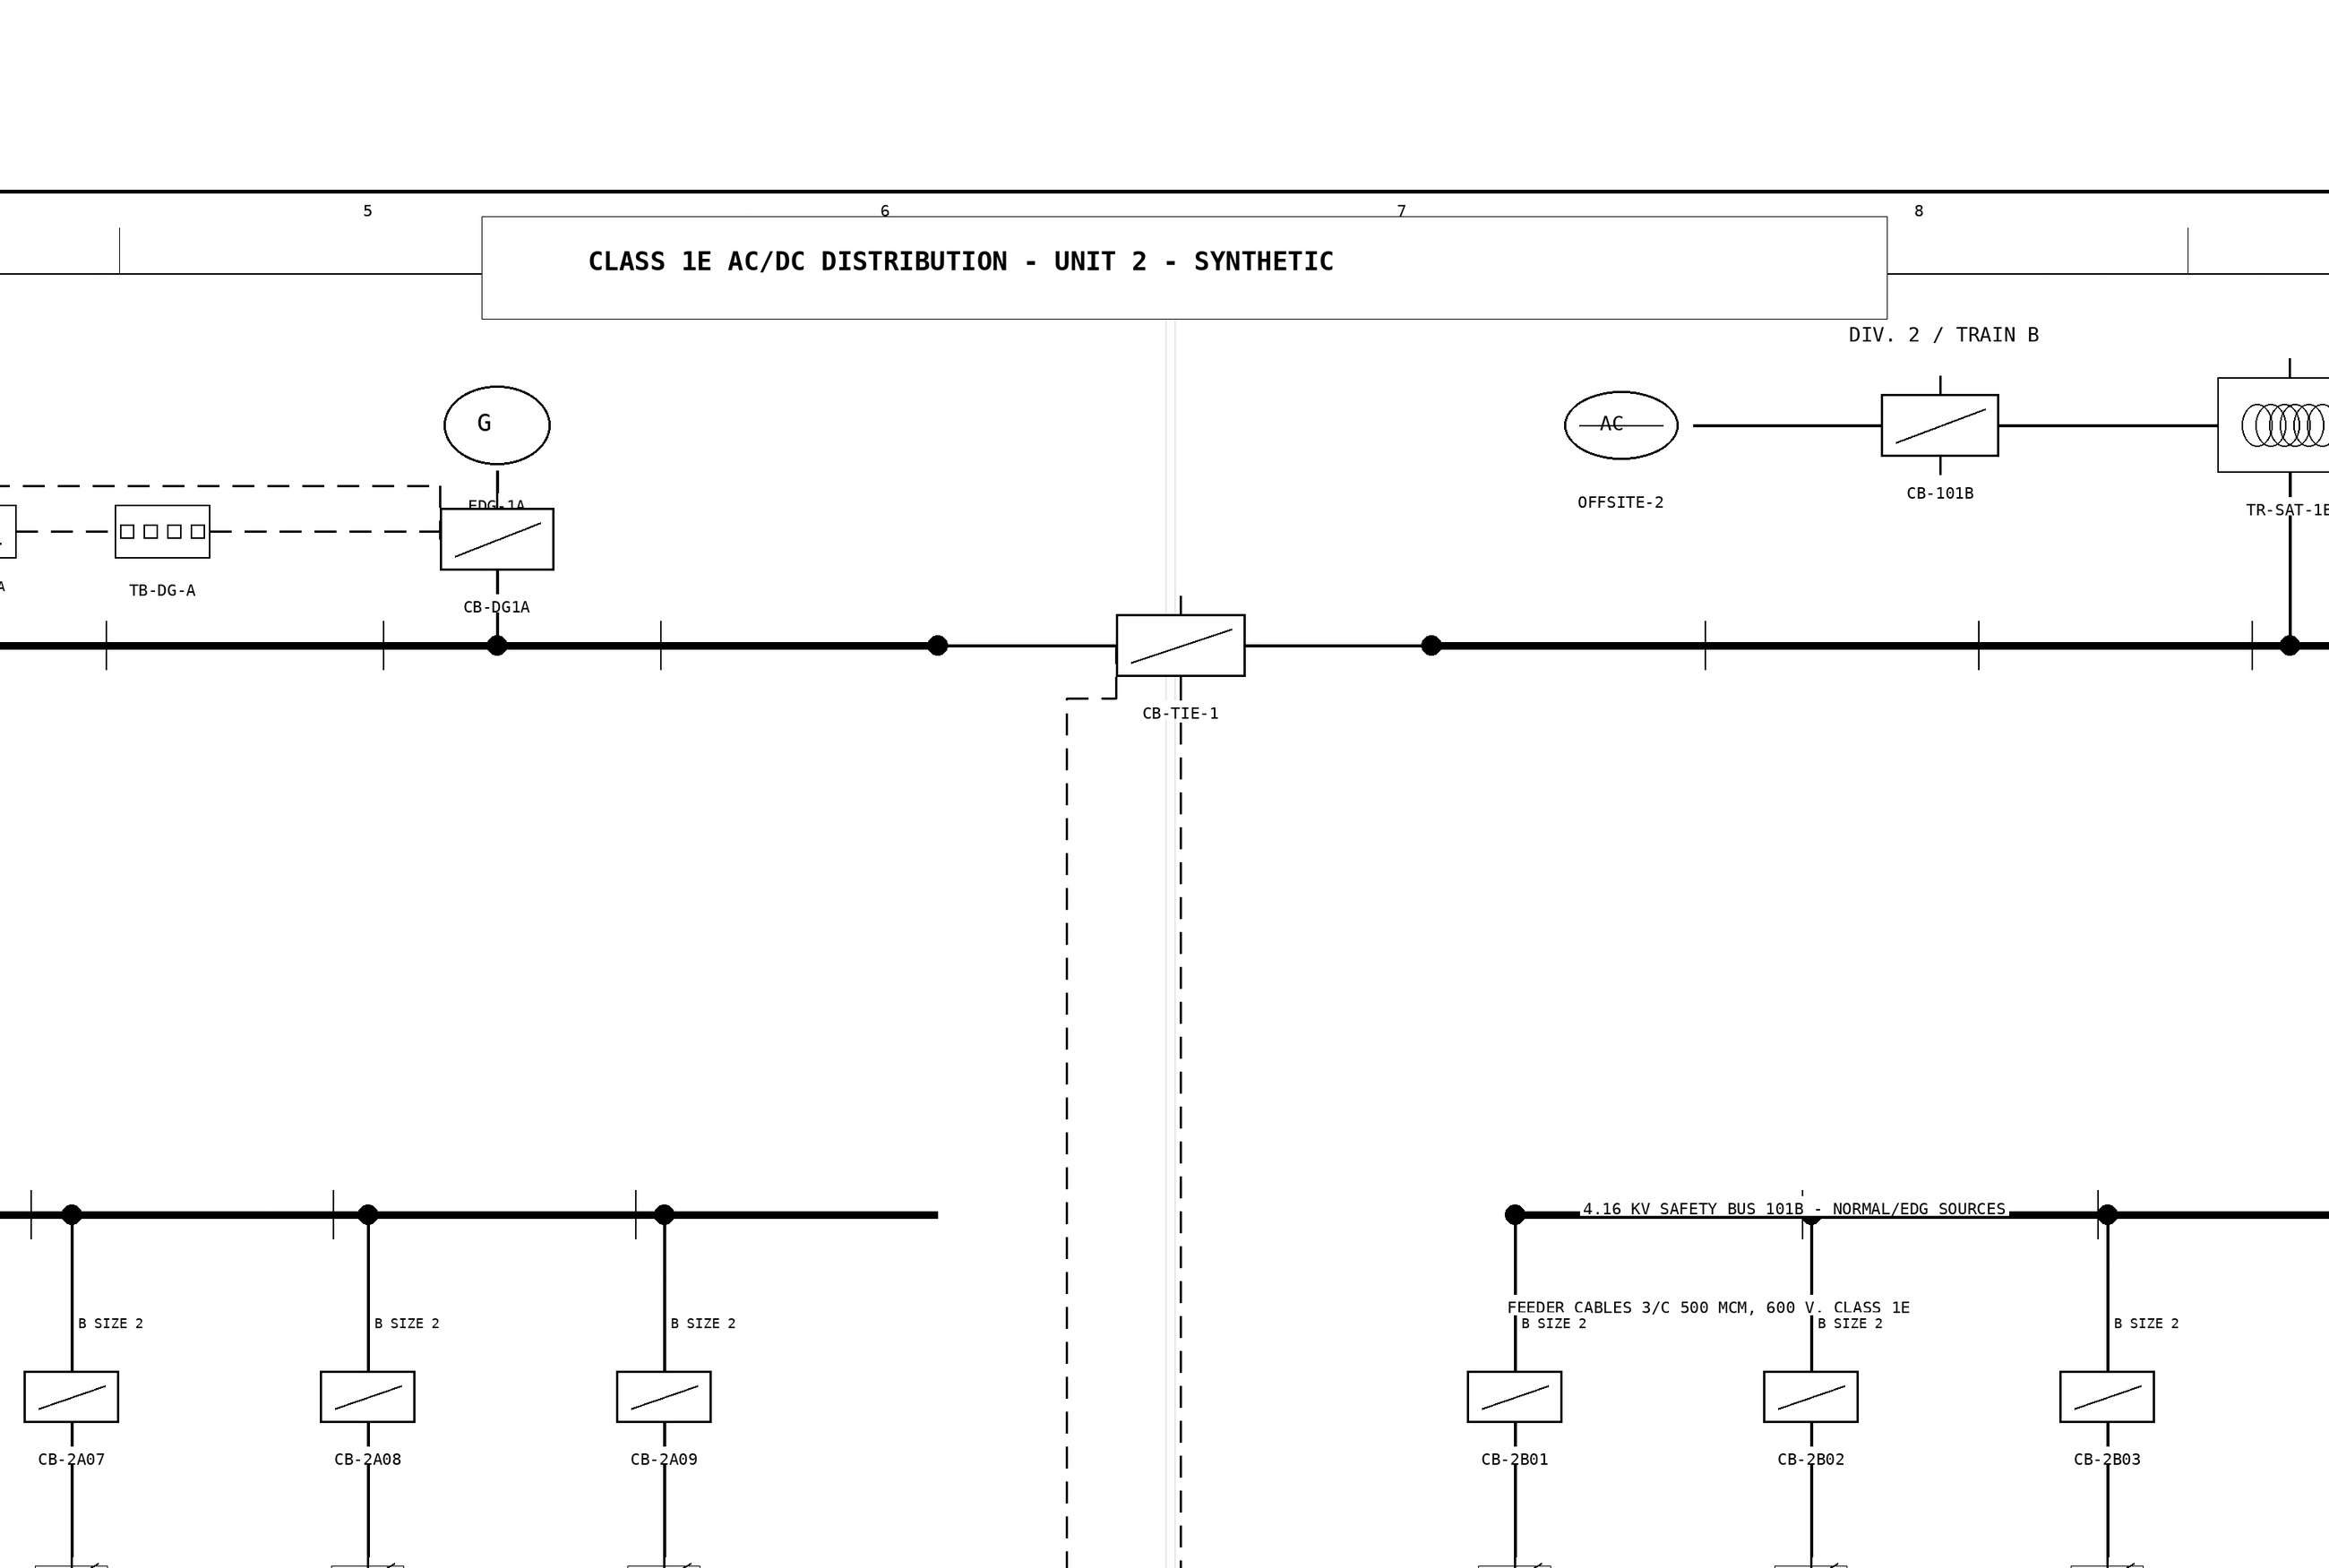 5
6
7
8
CLASS 1E AC/DC DISTRIBUTION - UNIT 2 - SYNTHETIC
DIV. 2 / TRAIN B
G
AC
CB-101B
OFFSITE-2
EDG-1A
TR-SAT-1B
A
TB-DG-A
CB-DG1A
CB-TIE-1
4.16 KV SAFETY BUS 101B - NORMAL/EDG SOURCES
FEEDER CABLES 3/C 500 MCM, 600 V. CLASS 1E
B SIZE 2
B SIZE 2
B SIZE 2
B SIZE 2
B SIZE 2
B SIZE 2
CB-2A07
CB-2A08
CB-2A09
CB-2B01
CB-2B02
CB-2B03